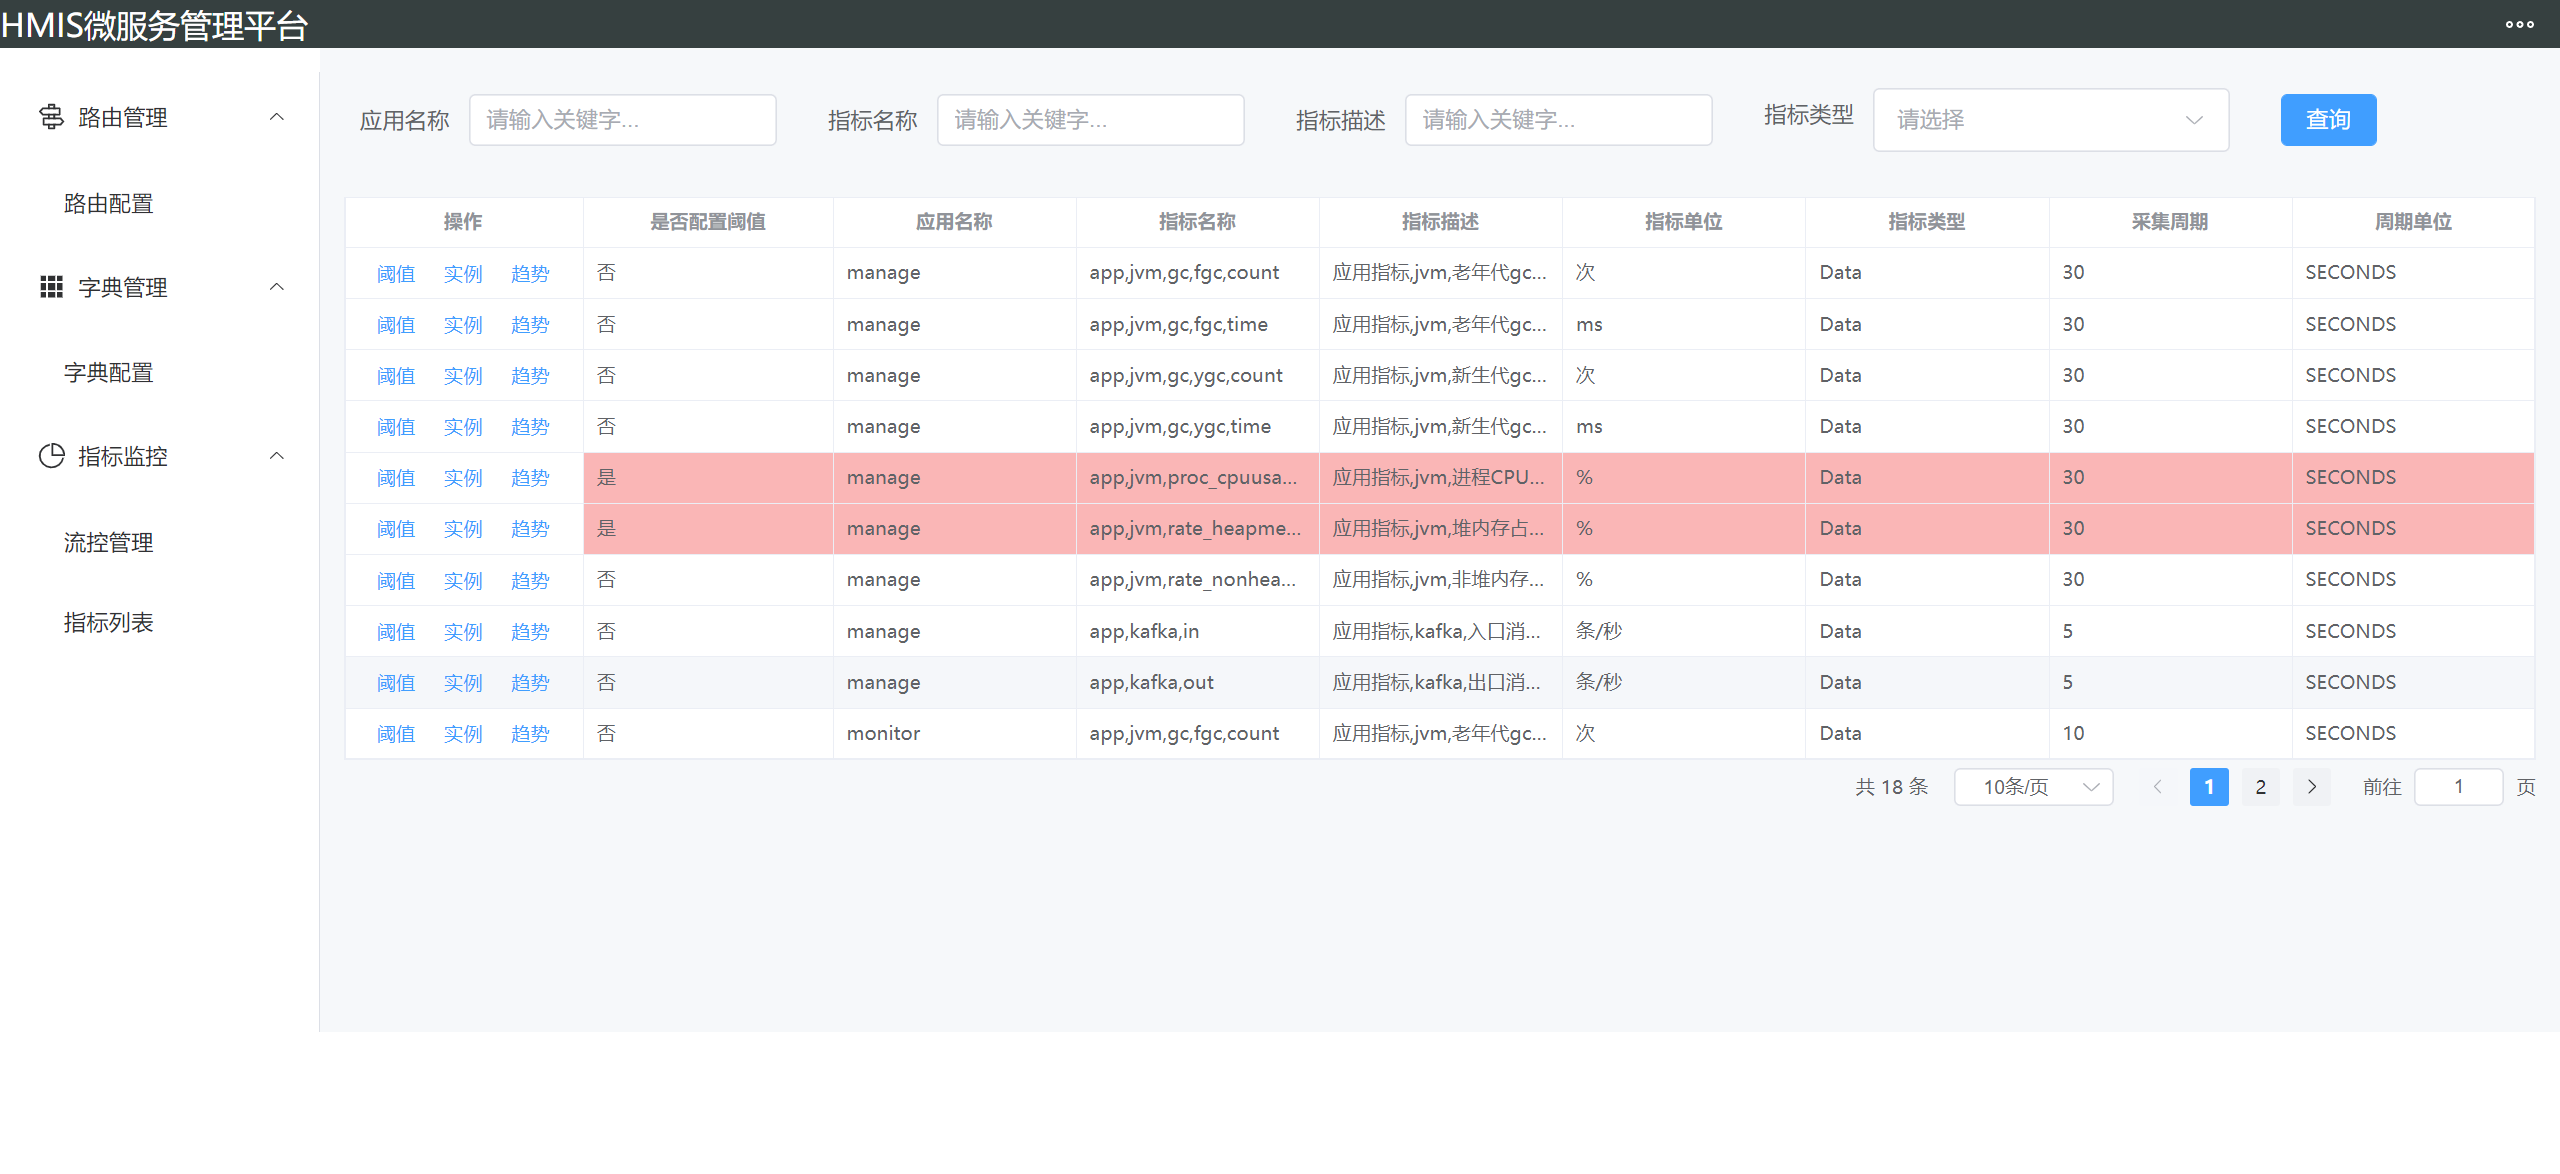 HMIS微服务管理平台
路由管理
路由配置
字典管理
字典配置
指标监控
流控管理
指标列表
应用名称 请输入关键字... 指标名称 请输入关键字... 指标描述 请输入关键字... 指标类型 请选择 查询
操作 是否配置阈值 应用名称 指标名称 指标描述 指标单位 指标类型 采集周期 周期单位
阈值 实例 趋势 否 manage app,jvm,gc,fgc,count 应用指标,jvm,老年代gc... 次 Data 30 SECONDS
阈值 实例 趋势 否 manage app,jvm,gc,fgc,time 应用指标,jvm,老年代gc... ms Data 30 SECONDS
阈值 实例 趋势 否 manage app,jvm,gc,ygc,count 应用指标,jvm,新生代gc... 次 Data 30 SECONDS
阈值 实例 趋势 否 manage app,jvm,gc,ygc,time 应用指标,jvm,新生代gc... ms Data 30 SECONDS
阈值 实例 趋势 是 manage app,jvm,proc_cpuusa... 应用指标,jvm,进程CPU... % Data 30 SECONDS
阈值 实例 趋势 是 manage app,jvm,rate_heapme... 应用指标,jvm,堆内存占... % Data 30 SECONDS
阈值 实例 趋势 否 manage app,jvm,rate_nonhea... 应用指标,jvm,非堆内存... % Data 30 SECONDS
阈值 实例 趋势 否 manage app,kafka,in 应用指标,kafka,入口消... 条/秒 Data 5 SECONDS
阈值 实例 趋势 否 manage app,kafka,out 应用指标,kafka,出口消... 条/秒 Data 5 SECONDS
阈值 实例 趋势 否 monitor app,jvm,gc,fgc,count 应用指标,jvm,老年代gc... 次 Data 10 SECONDS
共 18 条 10条/页 1 2 前往 1 页